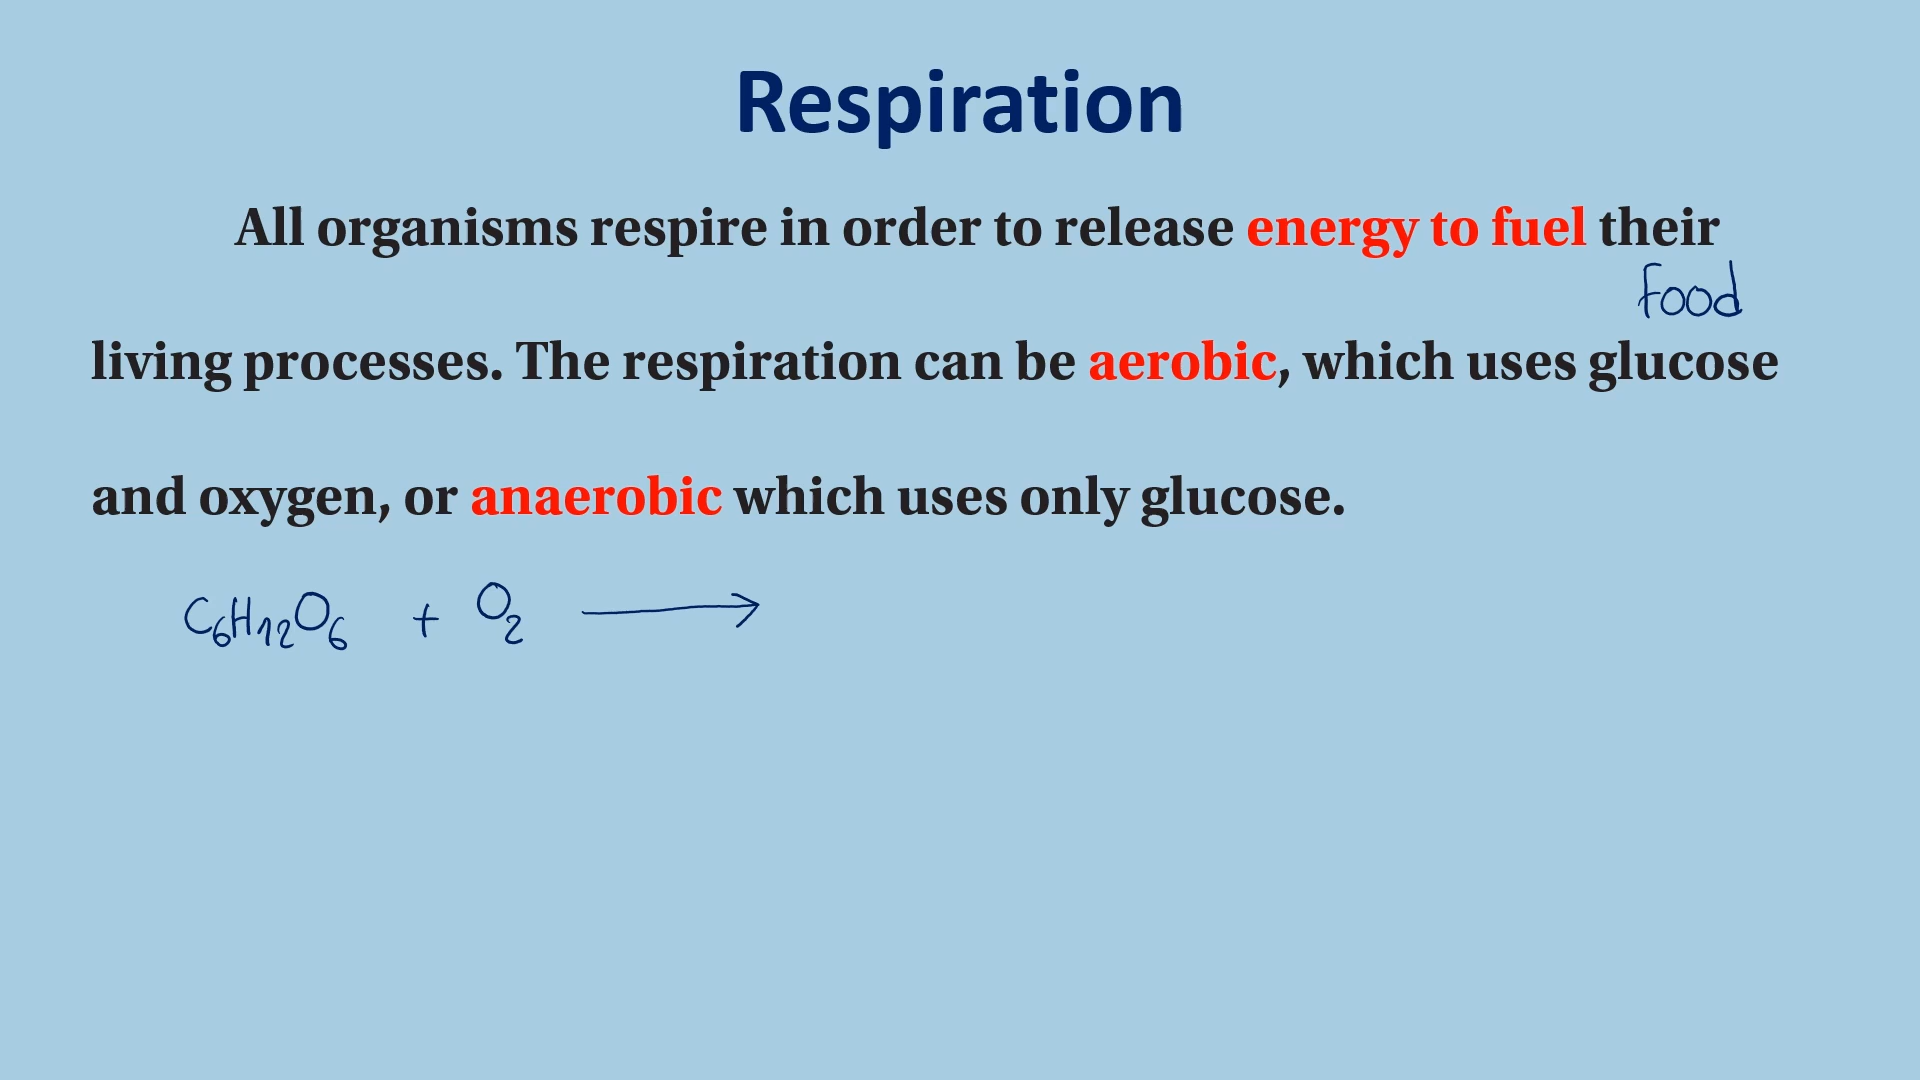 Respiration
All organisms respire in order to release energy to fuel their
Food
living processes. The respiration can be aerobic, which uses glucose
and oxygen, or anaerobic which uses only glucose.
C₆H₁₂O₆ + O₂ ⟶